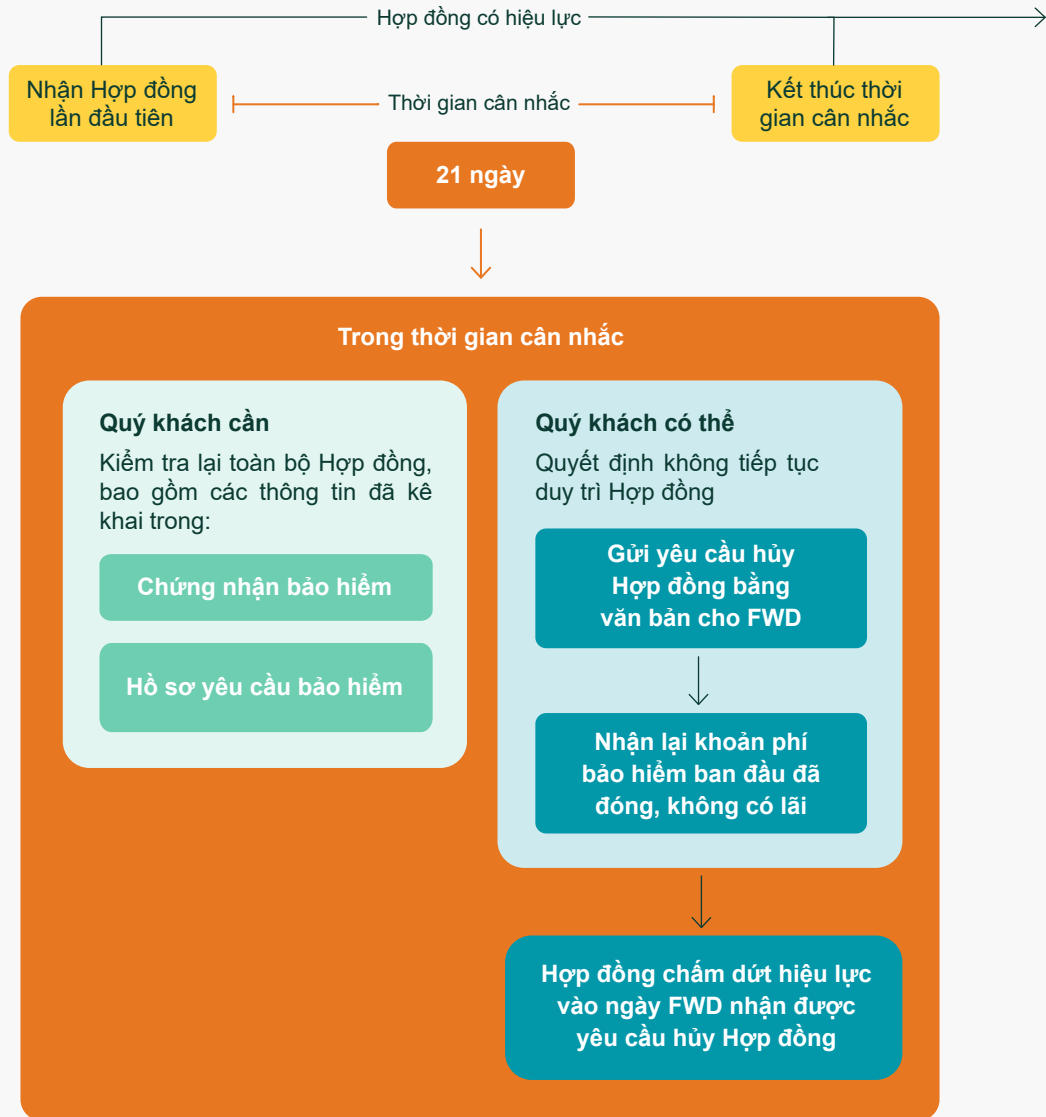 Hợp đồng có hiệu lực
Nhận Hợp đồng
lần đầu tiên
Thời gian cân nhắc
Kết thúc thời
gian cân nhắc
21 ngày
Trong thời gian cân nhắc
Quý khách cần
Kiểm tra lại toàn bộ Hợp đồng,
bao gồm các thông tin đã kê
khai trong:
Chứng nhận bảo hiểm
Hồ sơ yêu cầu bảo hiểm
Quý khách có thể
Quyết định không tiếp tục
duy trì Hợp đồng
Gửi yêu cầu hủy
Hợp đồng bằng
văn bản cho FWD
Nhận lại khoản phí
bảo hiểm ban đầu đã
đóng, không có lãi
Hợp đồng chấm dứt hiệu lực
vào ngày FWD nhận được
yêu cầu hủy Hợp đồng